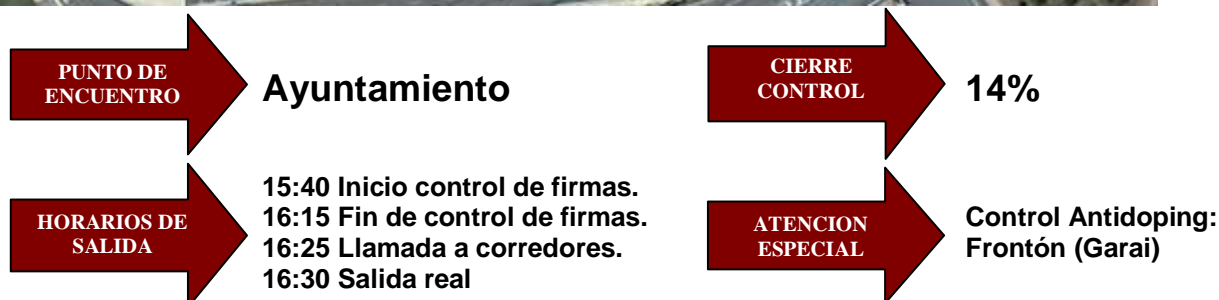 PUNTO DE
ENCUENTRO
Ayuntamiento
CIERRE
CONTROL
14%
HORARIOS DE
SALIDA
15:40 Inicio control de firmas.
16:15 Fin de control de firmas.
16:25 Llamada a corredores.
16:30 Salida real
ATENCION
ESPECIAL
Control Antidoping:
Frontón (Garai)